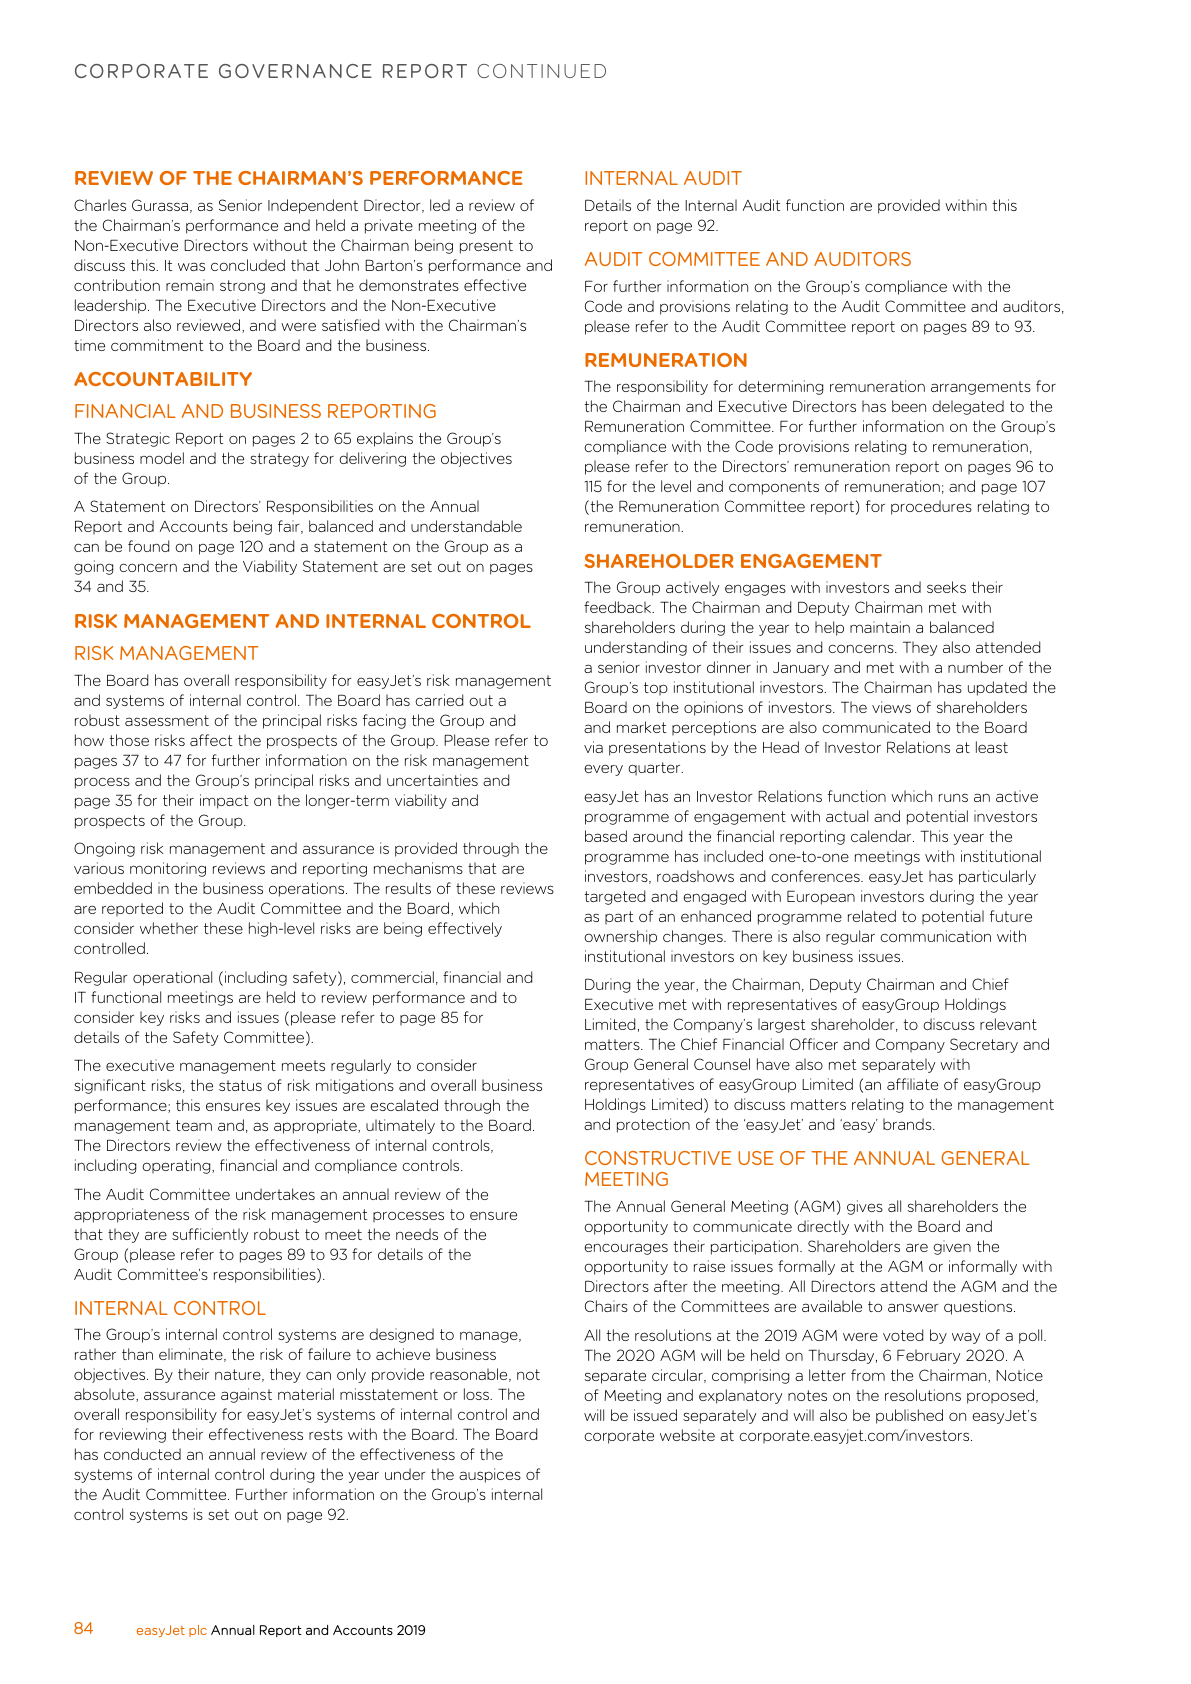 CORPORATE GOVERNANCE REPORT CONTINUED
REVIEW OF THE CHAIRMAN’S PERFORMANCE
Charles Gurassa, as Senior Independent Director, led a review of
the Chairman’s performance and held a private meeting of the
Non-Executive Directors without the Chairman being present to
discuss this. It was concluded that John Barton’s performance and
contribution remain strong and that he demonstrates effective
leadership. The Executive Directors and the Non-Executive
Directors also reviewed, and were satisfied with the Chairman’s
time commitment to the Board and the business.
ACCOUNTABILITY
FINANCIAL AND BUSINESS REPORTING
The Strategic Report on pages 2 to 65 explains the Group’s
business model and the strategy for delivering the objectives
of the Group.
A Statement on Directors’ Responsibilities on the Annual
Report and Accounts being fair, balanced and understandable
can be found on page 120 and a statement on the Group as a
going concern and the Viability Statement are set out on pages
34 and 35.
RISK MANAGEMENT AND INTERNAL CONTROL
RISK MANAGEMENT
The Board has overall responsibility for easyJet’s risk management
and systems of internal control. The Board has carried out a
robust assessment of the principal risks facing the Group and
how those risks affect the prospects of the Group. Please refer to
pages 37 to 47 for further information on the risk management
process and the Group’s principal risks and uncertainties and
page 35 for their impact on the longer-term viability and
prospects of the Group.
Ongoing risk management and assurance is provided through the
various monitoring reviews and reporting mechanisms that are
embedded in the business operations. The results of these reviews
are reported to the Audit Committee and the Board, which
consider whether these high-level risks are being effectively
controlled.
Regular operational (including safety), commercial, financial and
IT functional meetings are held to review performance and to
consider key risks and issues (please refer to page 85 for
details of the Safety Committee).
The executive management meets regularly to consider
significant risks, the status of risk mitigations and overall business
performance; this ensures key issues are escalated through the
management team and, as appropriate, ultimately to the Board.
The Directors review the effectiveness of internal controls,
including operating, financial and compliance controls.
The Audit Committee undertakes an annual review of the
appropriateness of the risk management processes to ensure
that they are sufficiently robust to meet the needs of the
Group (please refer to pages 89 to 93 for details of the
Audit Committee’s responsibilities).
INTERNAL CONTROL
The Group’s internal control systems are designed to manage,
rather than eliminate, the risk of failure to achieve business
objectives. By their nature, they can only provide reasonable, not
absolute, assurance against material misstatement or loss. The
overall responsibility for easyJet’s systems of internal control and
for reviewing their effectiveness rests with the Board. The Board
has conducted an annual review of the effectiveness of the
systems of internal control during the year under the auspices of
the Audit Committee. Further information on the Group’s internal
control systems is set out on page 92.
INTERNAL AUDIT
Details of the Internal Audit function are provided within this
report on page 92.
AUDIT COMMITTEE AND AUDITORS
For further information on the Group’s compliance with the
Code and provisions relating to the Audit Committee and auditors,
please refer to the Audit Committee report on pages 89 to 93.
REMUNERATION
The responsibility for determining remuneration arrangements for
the Chairman and Executive Directors has been delegated to the
Remuneration Committee. For further information on the Group’s
compliance with the Code provisions relating to remuneration,
please refer to the Directors’ remuneration report on pages 96 to
115 for the level and components of remuneration; and page 107
(the Remuneration Committee report) for procedures relating to
remuneration.
SHAREHOLDER ENGAGEMENT
The Group actively engages with investors and seeks their
feedback. The Chairman and Deputy Chairman met with
shareholders during the year to help maintain a balanced
understanding of their issues and concerns. They also attended
a senior investor dinner in January and met with a number of the
Group’s top institutional investors. The Chairman has updated the
Board on the opinions of investors. The views of shareholders
and market perceptions are also communicated to the Board
via presentations by the Head of Investor Relations at least
every quarter.
easyJet has an Investor Relations function which runs an active
programme of engagement with actual and potential investors
based around the financial reporting calendar. This year the
programme has included one-to-one meetings with institutional
investors, roadshows and conferences. easyJet has particularly
targeted and engaged with European investors during the year
as part of an enhanced programme related to potential future
ownership changes. There is also regular communication with
institutional investors on key business issues.
During the year, the Chairman, Deputy Chairman and Chief
Executive met with representatives of easyGroup Holdings
Limited, the Company’s largest shareholder, to discuss relevant
matters. The Chief Financial Officer and Company Secretary and
Group General Counsel have also met separately with
representatives of easyGroup Limited (an affiliate of easyGroup
Holdings Limited) to discuss matters relating to the management
and protection of the ‘easyJet’ and ‘easy’ brands.
CONSTRUCTIVE USE OF THE ANNUAL GENERAL
MEETING
The Annual General Meeting (AGM) gives all shareholders the
opportunity to communicate directly with the Board and
encourages their participation. Shareholders are given the
opportunity to raise issues formally at the AGM or informally with
Directors after the meeting. All Directors attend the AGM and the
Chairs of the Committees are available to answer questions.
All the resolutions at the 2019 AGM were voted by way of a poll.
The 2020 AGM will be held on Thursday, 6 February 2020. A
separate circular, comprising a letter from the Chairman, Notice
of Meeting and explanatory notes on the resolutions proposed,
will be issued separately and will also be published on easyJet’s
corporate website at corporate.easyjet.com/investors.
84 easyJet plc Annual Report and Accounts 2019